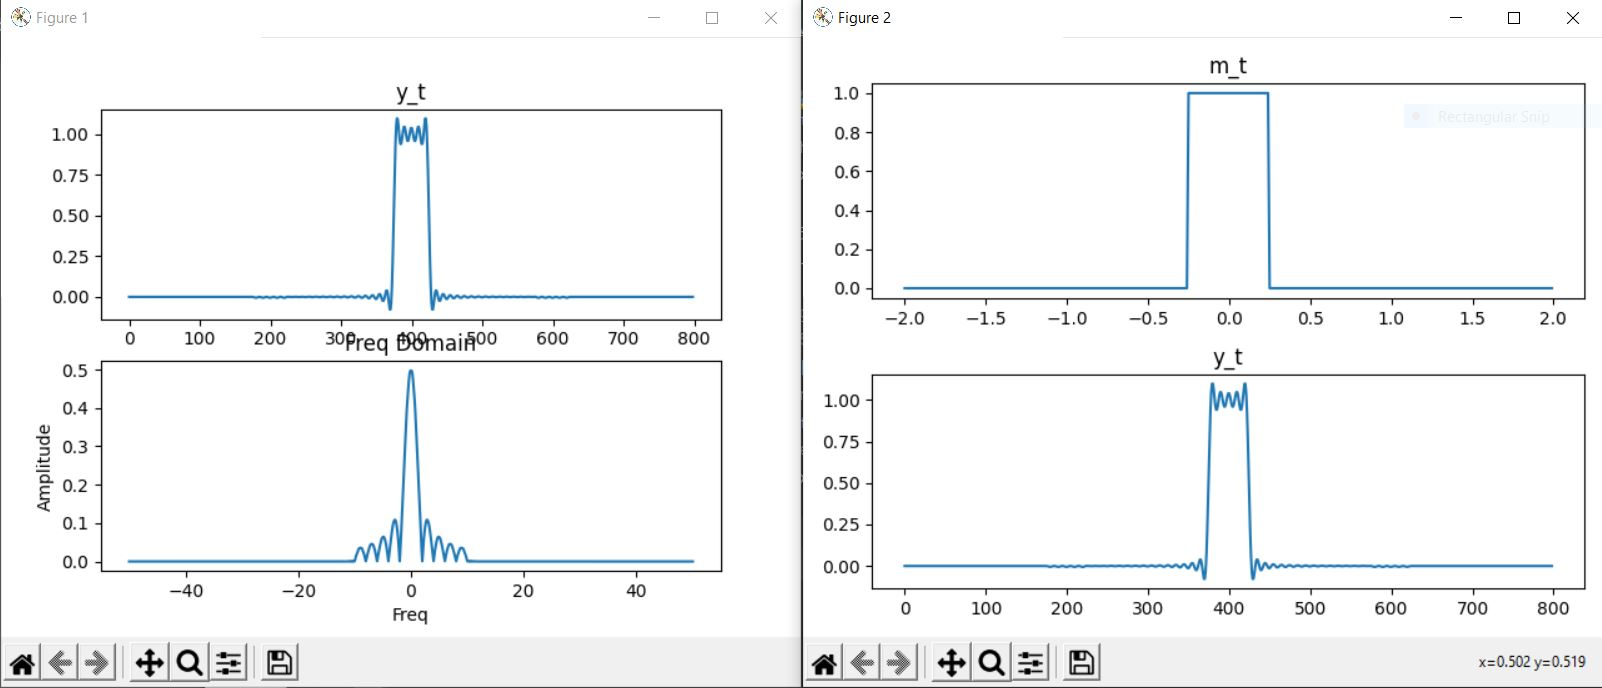 Figure 1
y_t
1.00
0.75
0.50
0.25
0.00
0 100 200 300 400 500 600 700 800
Freq Domain
0.5
0.4
0.3
0.2
0.1
0.0
Amplitude
−40 −20 0 20 40
Freq
Figure 2
m_t
1.0
0.8
0.6
0.4
0.2
0.0
Rectangular Snip
−2.0 −1.5 −1.0 −0.5 0.0 0.5 1.0 1.5 2.0
y_t
1.00
0.75
0.50
0.25
0.00
0 100 200 300 400 500 600 700 800
x=0.502 y=0.519